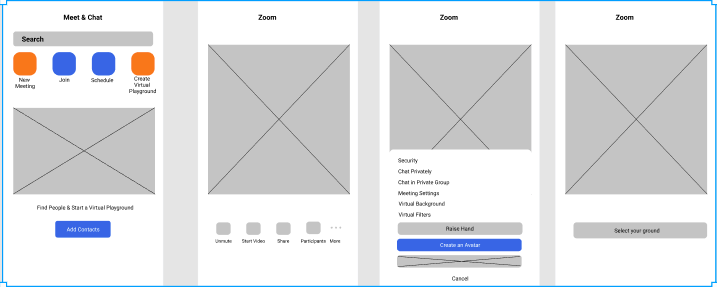 Meet & Chat
Search
New
Meeting
Join
Schedule
Create
Virtual
Playground
Find People & Start a Virtual Playground
Add Contacts
Zoom
Unmute
Start Video
Share
Participants
More
Zoom
Security
Chat Privately
Chat in Private Group
Meeting Settings
Virtual Background
Virtual Filters
Raise Hand
Create an Avatar
Cancel
Zoom
Select your ground